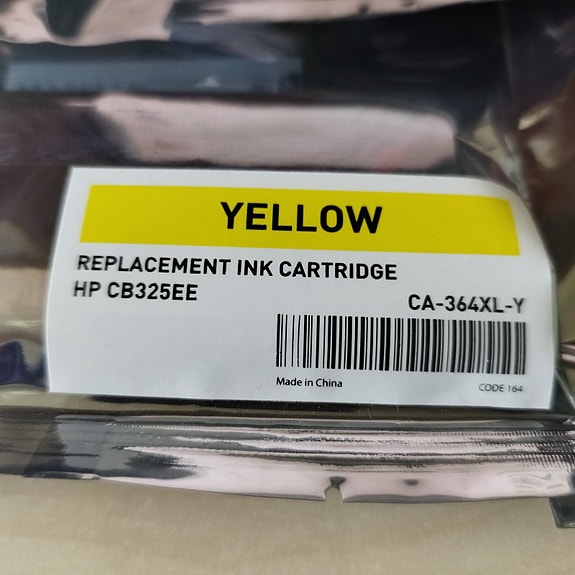 YELLOW
REPLACEMENT INK CARTRIDGE
HP CB325EE
CA-364XL-Y
Made in China
CODE 164